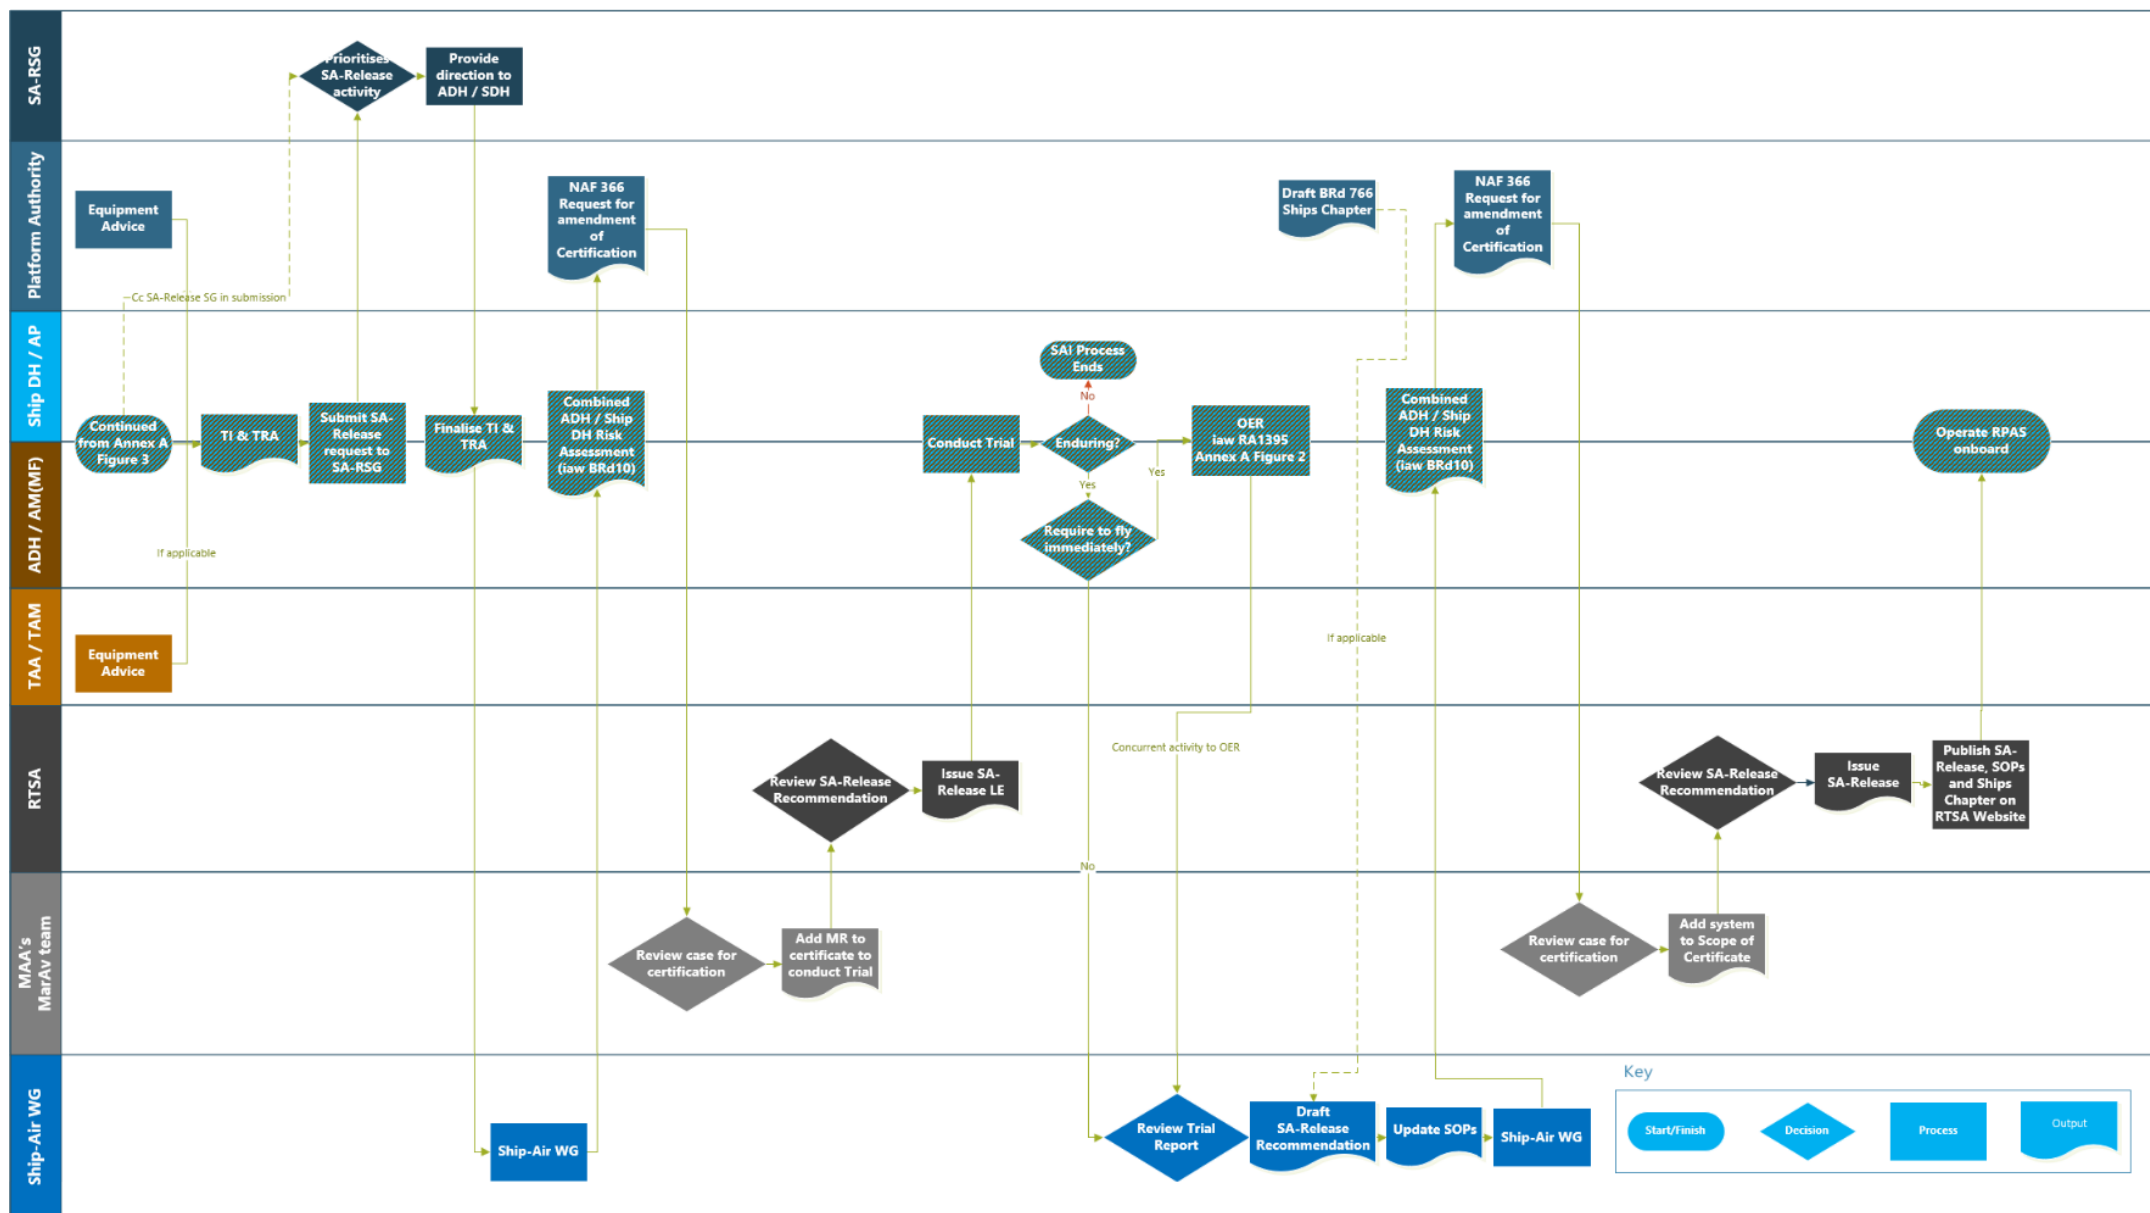 SA-RSG
Prioritises
SA-Release
activity
Provide
direction to
ADH / SDH
Platform Authority
Equipment
Advice
NAF 366
Request for
amendment
of
Certification
Draft BRd 766
Ships Chapter
NAF 366
Request for
amendment
of
Certification
Cc SA-Release SG in submission
Ship DH / AP
ADH / AM(MF)
Continued
from Annex A
Figure 3
TI & TRA
Submit SA-
Release
request to
SA-RSG
Finalise TI &
TRA
Combined
ADH / Ship
DH Risk
Assessment
(iaw BRd10)
Conduct Trial
SAI Process
Ends
No
Enduring?
Yes
Require to fly
immediately?
Yes
OER
iaw RA1395
Annex A Figure 2
Combined
ADH / Ship
DH Risk
Assessment
(iaw BRd10)
Operate RPAS
onboard
If applicable
TAA / TAM
Equipment
Advice
If applicable
RTSA
Review SA-Release
Recommendation
Issue SA-
Release LE
Concurrent activity to OER
No
Review SA-Release
Recommendation
Issue
SA-Release
Publish SA-
Release, SOPs
and Ships
Chapter on
RTSA Website
MAA's
MarAv team
Review case for
certification
Add MR to
certificate to
conduct Trial
Review case for
certification
Add system
to Scope of
Certificate
Ship-Air WG
Ship-Air WG
Review Trial
Report
Draft
SA-Release
Recommendation
Update SOPs
Ship-Air WG
Key
Start/Finish
Decision
Process
Output